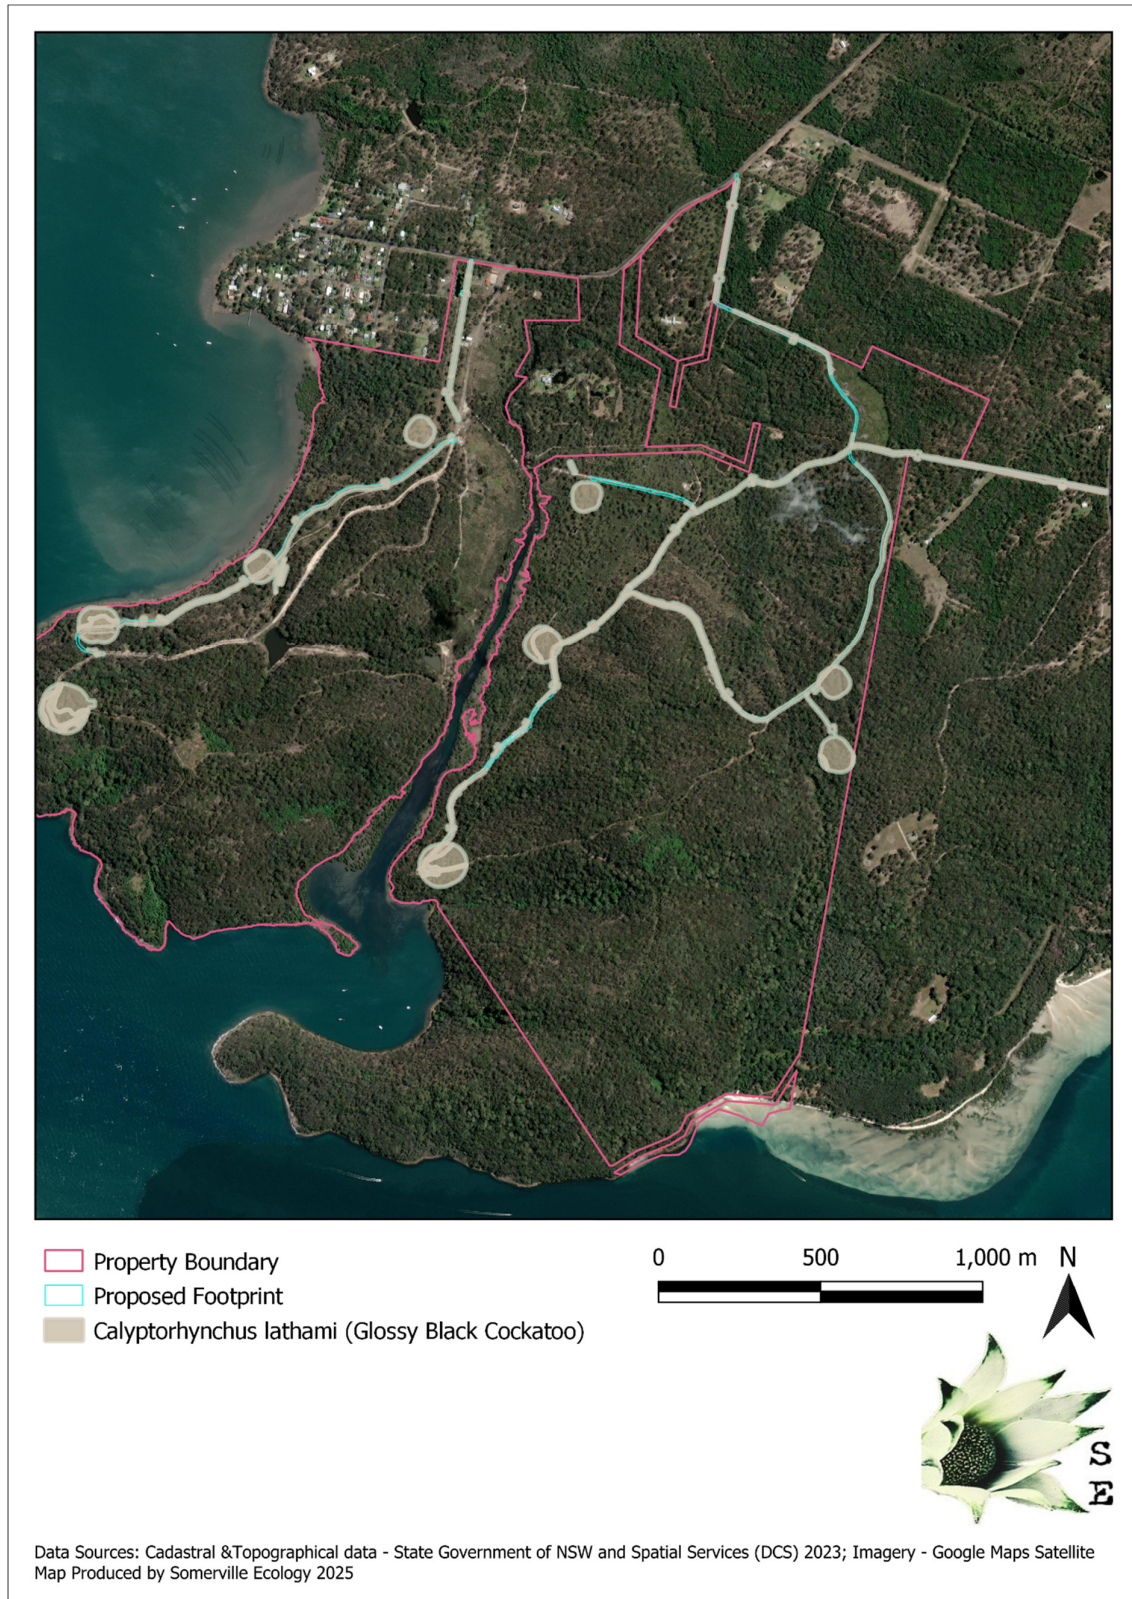 Property Boundary
Proposed Footprint
Calyptorhynchus lathami (Glossy Black Cockatoo)
0 500 1,000 m N
S
E
Data Sources: Cadastral &Topographical data - State Government of NSW and Spatial Services (DCS) 2023; Imagery - Google Maps Satellite
Map Produced by Somerville Ecology 2025